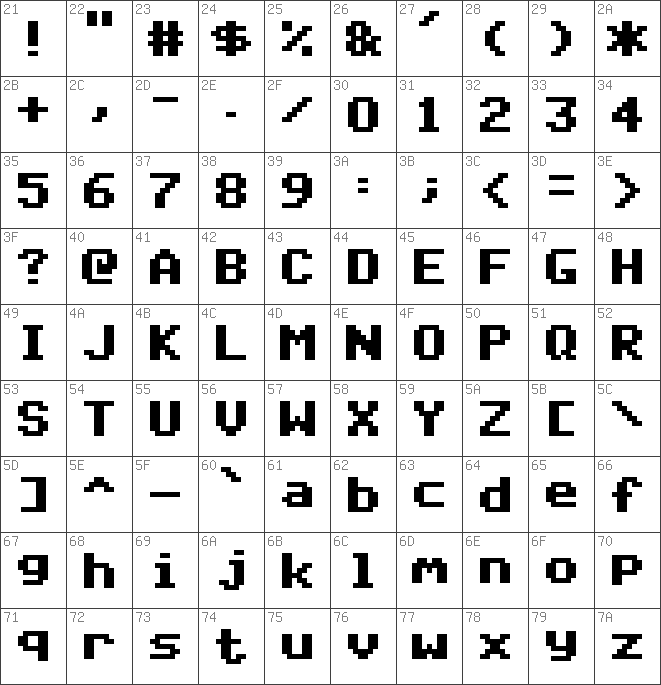 21 22 23 24 25 26 27 28 29 2A
! " # $ % & ' ( ) *
2B 2C 2D 2E 2F 30 31 32 33 34
+ , - . / 0 1 2 3 4
35 36 37 38 39 3A 3B 3C 3D 3E
5 6 7 8 9 : ; < = >
3F 40 41 42 43 44 45 46 47 48
? @ A B C D E F G H
49 4A 4B 4C 4D 4E 4F 50 51 52
I J K L M N O P Q R
53 54 55 56 57 58 59 5A 5B 5C
S T U V W X Y Z [ \
5D 5E 5F 60 61 62 63 64 65 66
] ^ _ ` a b c d e f
67 68 69 6A 6B 6C 6D 6E 6F 70
g h i j k l m n o p
71 72 73 74 75 76 77 78 79 7A
q r s t u v w x y z